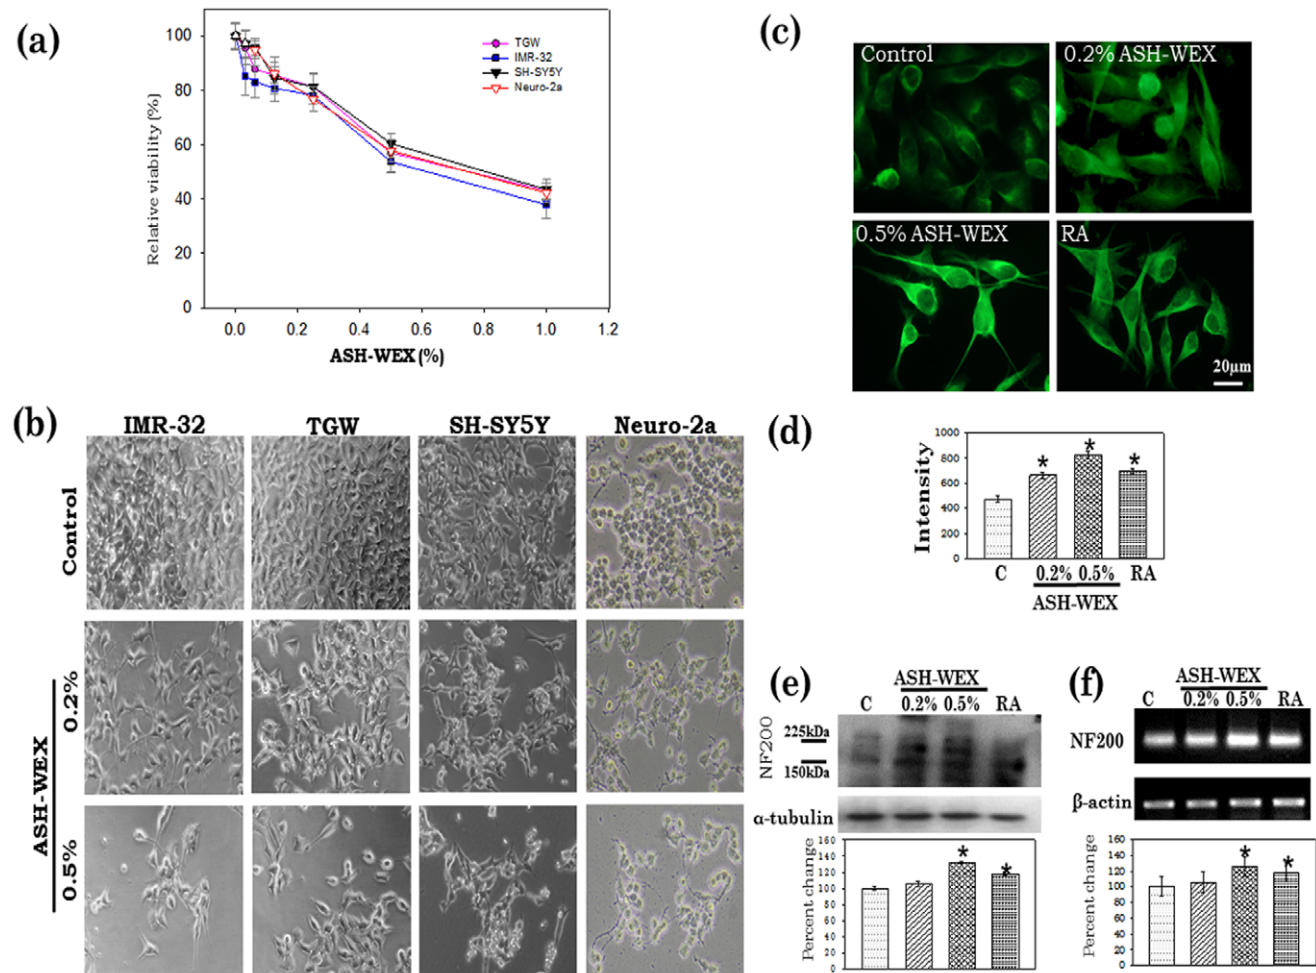 (a)
100
80
60
40
20
0
Relative viability (%)
TGW
IMR-32
SH-SY5Y
Neuro-2a
0.0 0.2 0.4 0.6 0.8 1.0 1.2
ASH-WEX (%)
(b)
IMR-32 TGW SH-SY5Y Neuro-2a
Control
0.2%
0.5%
ASH-WEX
(c)
Control 0.2% ASH-WEX
0.5% ASH-WEX RA
20μm
(d)
1000
800
600
400
200
0
Intensity
* * *
C 0.2% 0.5% RA
ASH-WEX
(e)
ASH-WEX
C 0.2% 0.5% RA
NF200
225kDa
150kDa
α-tubulin
160
140
120
100
80
60
40
20
0
Percent change
* *
(f)
ASH-WEX
C 0.2% 0.5% RA
NF200
β-actin
160
140
120
100
80
60
40
20
0
Percent change
* *